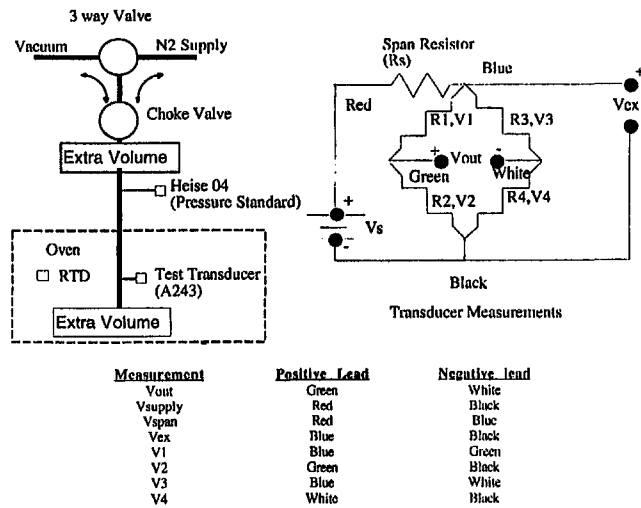 3 way Valve
Vacuum
N2 Supply
Choke Valve
Extra Volume
Heise 04
(Pressure Standard)
Oven
RTD
Test Transducer
(A243)
Extra Volume
Span Resistor
(Rs)
Blue
Red
+
Vex
R1,V1
R3,V3
+
Vout
-
Green
White
R2,V2
R4,V4
+
Vs
-
-
Black
Transducer Measurements
Measurement Positive Lead Negative lead
Vout Green White
Vsupply Red Black
Vspan Red Blue
Vex Blue Black
V1 Blue Green
V2 Green Black
V3 Blue White
V4 White Black